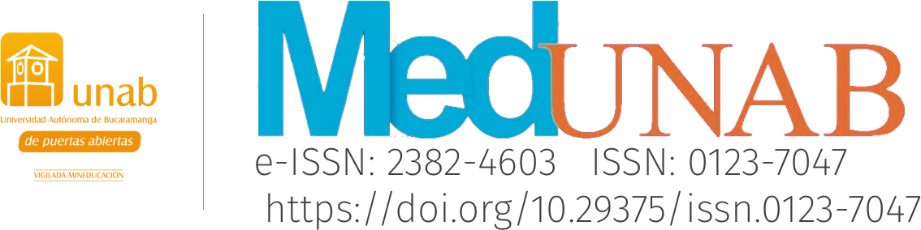 unab
Universidad Autónoma de Bucaramanga
de puertas abiertas
VIGILADA MINEDUCACIÓN
MedUNAB
e-ISSN: 2382-4603 ISSN: 0123-7047
https://doi.org/10.29375/issn.0123-7047